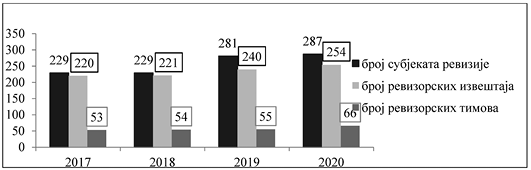 350
300
250
200
150
100
50
0
229 220 53
229 221 54
281 240 55
287 254 66
2017 2018 2019 2020
број субјеката ревизије
број ревизорских извештаја
број ревизорских тимова